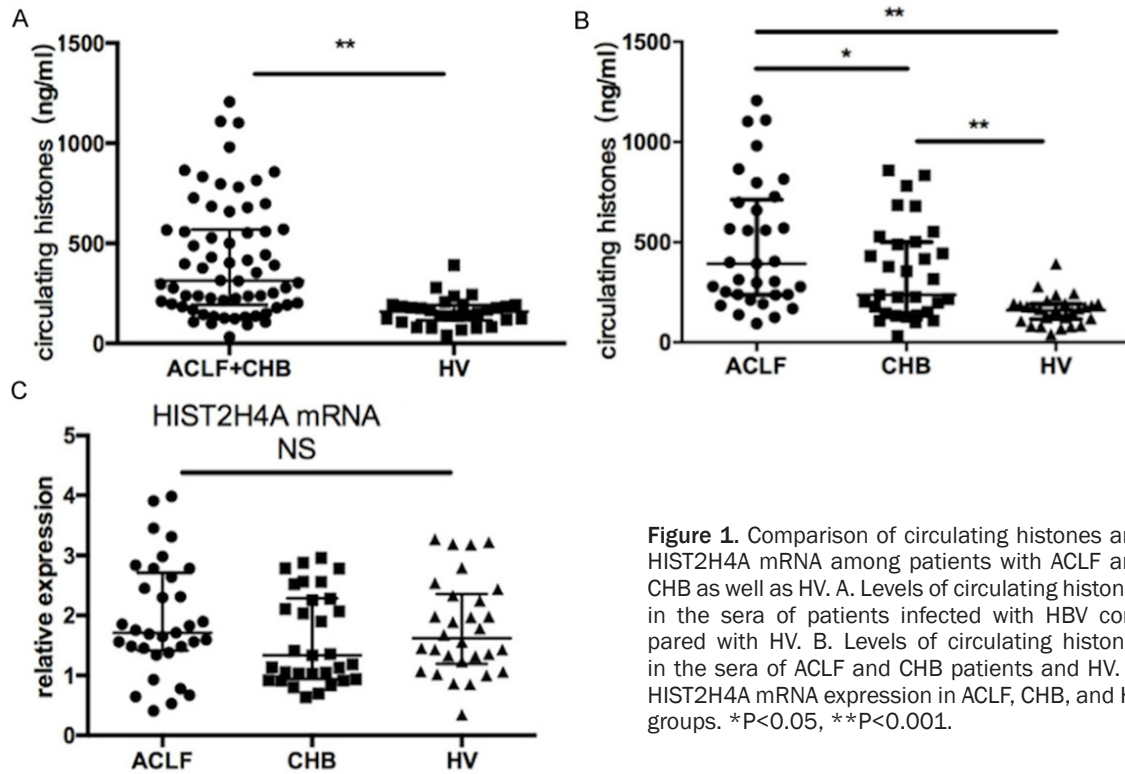 A
circulating histones (ng/ml)
1500
1000
500
0
**
ACLF+CHB
HV
B
circulating histones (ng/ml)
1500
1000
500
0
**
*
**
ACLF
CHB
HV
C
HIST2H4A mRNA
NS
relative expression
5
4
3
2
1
0
ACLF
CHB
HV
Figure 1. Comparison of circulating histones an
HIST2H4A mRNA among patients with ACLF an
CHB as well as HV. A. Levels of circulating histon
in the sera of patients infected with HBV con
pared with HV. B. Levels of circulating histon
in the sera of ACLF and CHB patients and HV.
HIST2H4A mRNA expression in ACLF, CHB, and H
groups. *P<0.05, **P<0.001.